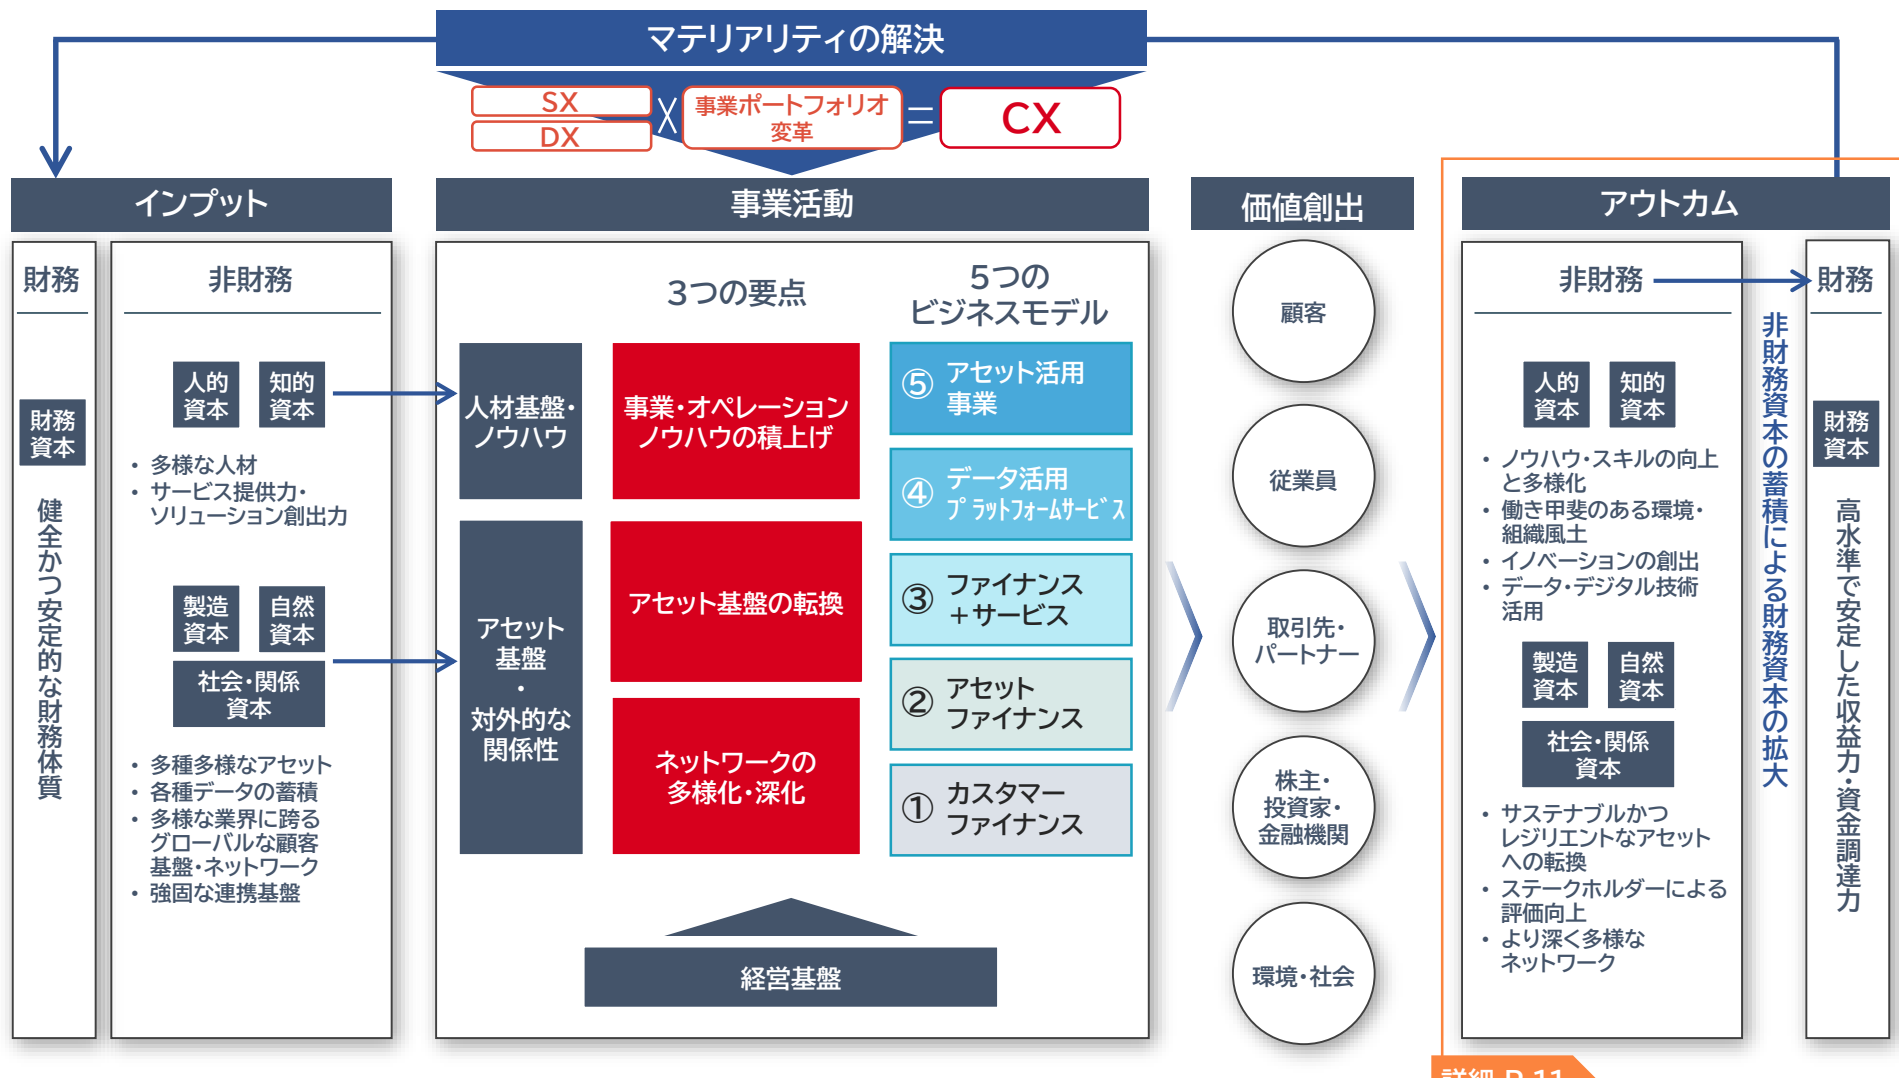 マテリアリティの解決
SX
DX
╳
事業ポートフォリオ
変革
＝
CX
インプット
財務
財務
資本
健全かつ安定的な財務体質
非財務
人的
資本
知的
資本
・多様な人材
・サービス提供力・
ソリューション創出力
製造
資本
自然
資本
社会・関係
資本
・多種多様なアセット
・各種データの蓄積
・多様な業界に跨る
グローバルな顧客
基盤・ネットワーク
・強固な連携基盤
事業活動
3つの要点
5つの
ビジネスモデル
人材基盤・
ノウハウ
アセット
基盤
・
対外的な
関係性
事業・オペレーション
ノウハウの積上げ
アセット基盤の転換
ネットワークの
多様化・深化
⑤ アセット活用
事業
④ データ活用
ﾌﾟﾗｯﾄﾌｫｰﾑｻｰﾋﾞｽ
③ ファイナンス
＋サービス
② アセット
ファイナンス
① カスタマー
ファイナンス
経営基盤
価値創出
顧客
従業員
取引先・
パートナー
株主・
投資家・
金融機関
環境・社会
アウトカム
非財務
人的
資本
知的
資本
・ノウハウ・スキルの向上
と多様化
・働き甲斐のある環境・
組織風土
・イノベーションの創出
・データ・デジタル技術
活用
製造
資本
自然
資本
社会・関係
資本
・サステナブルかつ
レジリエントなアセット
への転換
・ステークホルダーによる
評価向上
・より深く多様な
ネットワーク
非財務資本の蓄積による財務資本の拡大
財務
財務
資本
高水準で安定した収益力・資金調達力
詳細 P.11